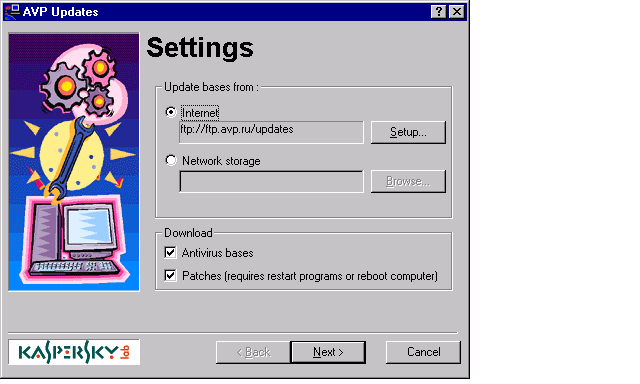 AVP Updates
Settings
Update bases from :
Internet
ftp://ftp.avp.ru/updates
Setup...
Network storage
Browse...
Download
Antivirus bases
Patches (requires restart programs or reboot computer)
KASPERSKY lab
< Back
Next >
Cancel